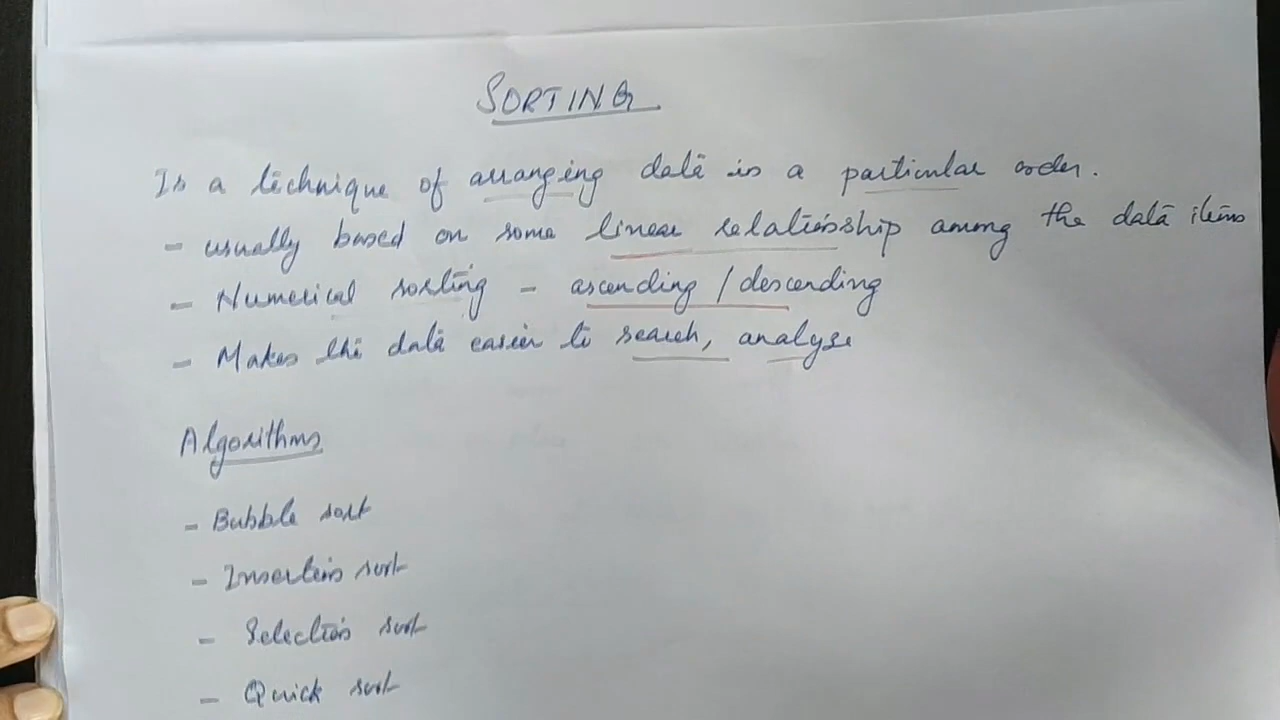 SORTING
Is a technique of arranging data in a particular order.
- usually based on some linear relationship among the data items
- Numerical sorting - ascending / descending
- Makes the data easier to search, analyse
Algorithms
- Bubble sort
- Insertion sort
- Selection sort
- Quick sort